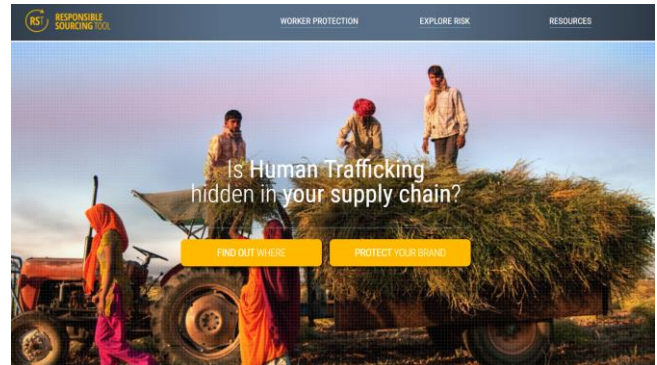 RST
RESPONSIBLE
SOURCING TOOL
WORKER PROTECTION
EXPLORE RISK
RESOURCES
Is Human Trafficking
hidden in your supply chain?
FIND OUT WHERE
PROTECT YOUR BRAND